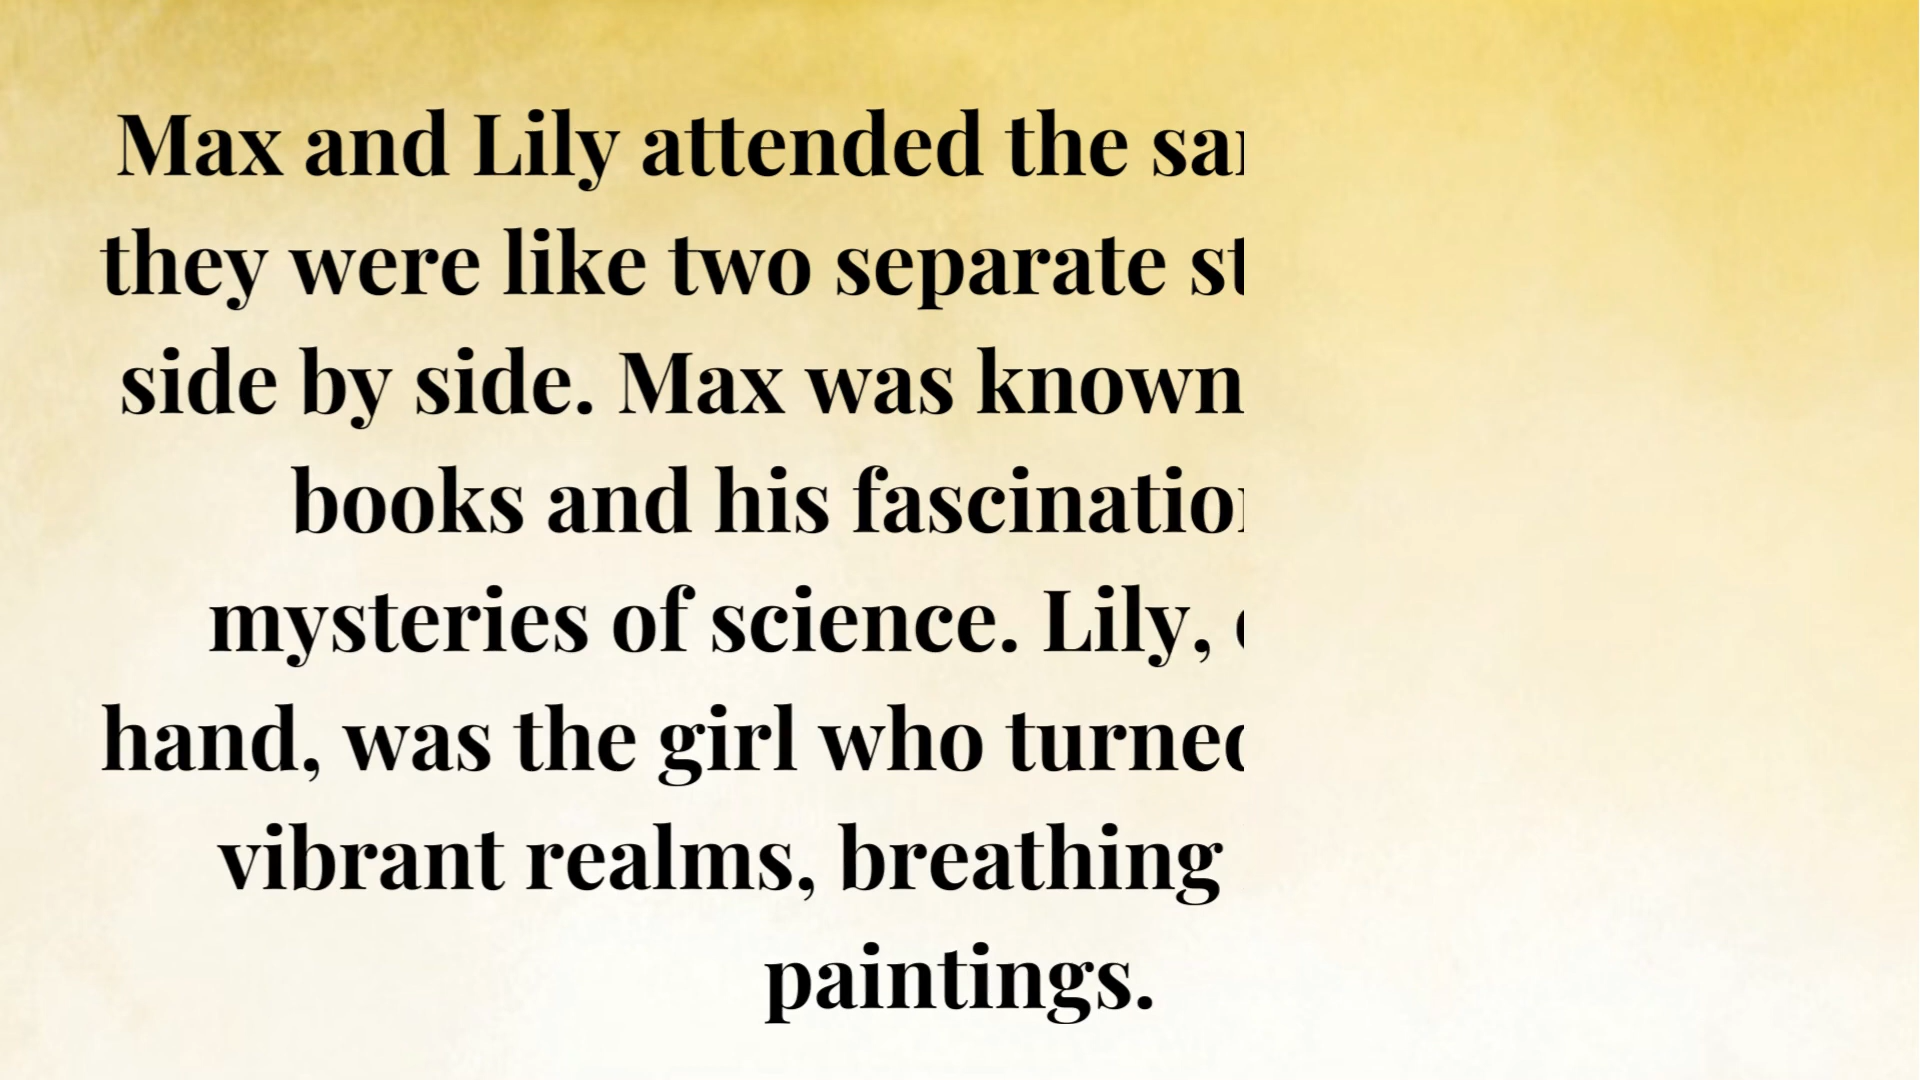 Max and Lily attended the
they were like two separate
side by side. Max was known
books and his
mysteries of science. Lily,
hand, was the girl who
vibrant realms, breathing
paintings.